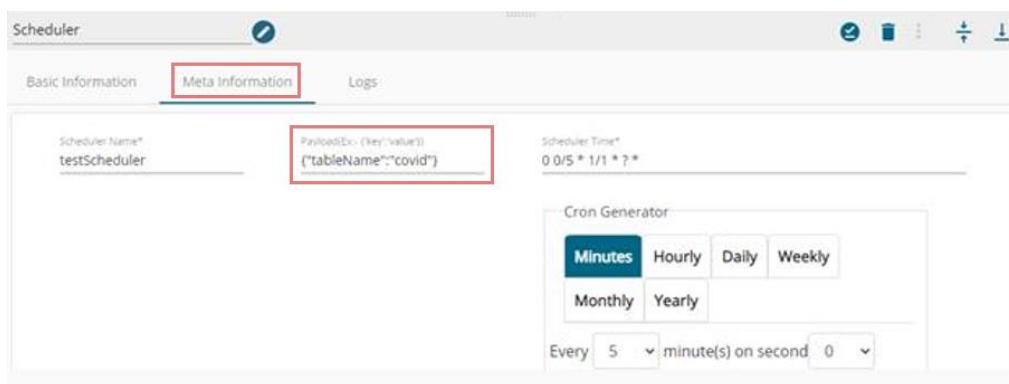 Scheduler
Basic Information Meta Information Logs
Scheduler Name* Payload(Ex:- {'key':'value'}) Scheduler Time*
testScheduler {"tableName":"covid"} 0 0/5 * 1/1 * ? *
Cron Generator
Minutes Hourly Daily Weekly
Monthly Yearly
Every 5 minute(s) on second 0